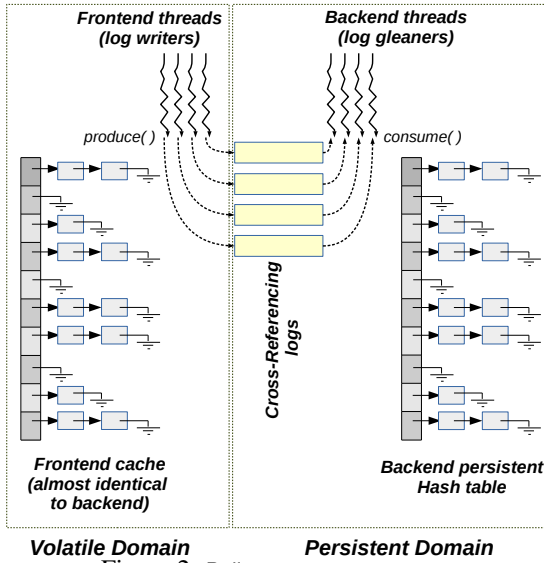 Frontend threads
(log writers)
Backend threads
(log gleaners)
produce( )
consume( )
Cross-Referencing
logs
Frontend cache
(almost identical
to backend)
Backend persistent
Hash table
Volatile Domain
Persistent Domain